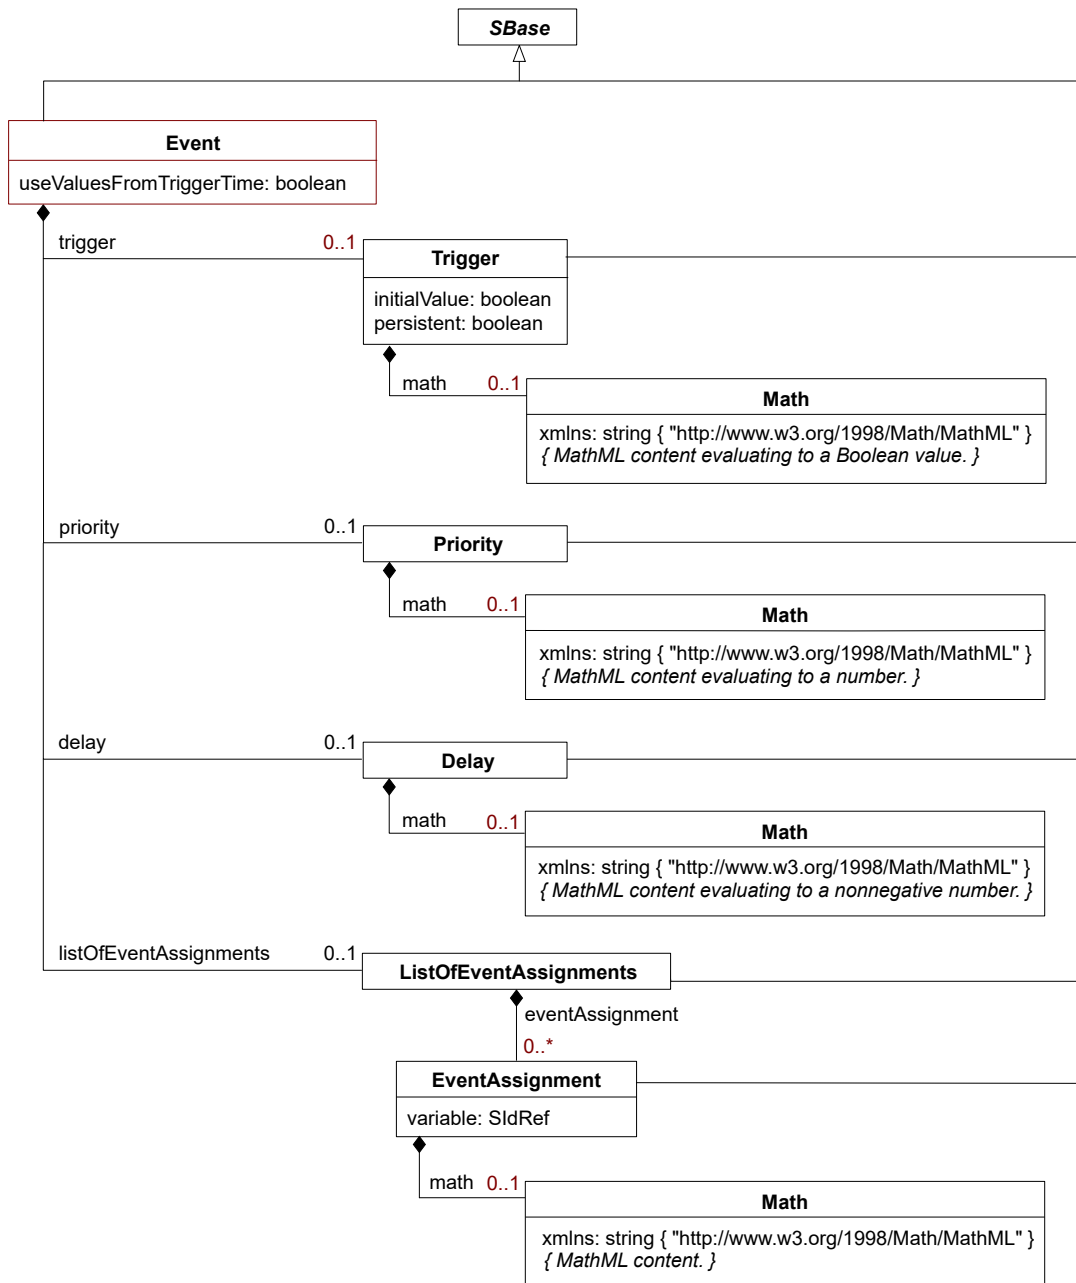 SBase
Event
useValuesFromTriggerTime: boolean
trigger 0..1
Trigger
initialValue: boolean
persistent: boolean
math 0..1
Math
xmlns: string { "http://www.w3.org/1998/Math/MathML" }
{ MathML content evaluating to a Boolean value. }
priority 0..1
Priority
math 0..1
Math
xmlns: string { "http://www.w3.org/1998/Math/MathML" }
{ MathML content evaluating to a number. }
delay 0..1
Delay
math 0..1
Math
xmlns: string { "http://www.w3.org/1998/Math/MathML" }
{ MathML content evaluating to a nonnegative number. }
listOfEventAssignments 0..1
ListOfEventAssignments
eventAssignment
0..*
EventAssignment
variable: SIdRef
math 0..1
Math
xmlns: string { "http://www.w3.org/1998/Math/MathML" }
{ MathML content. }